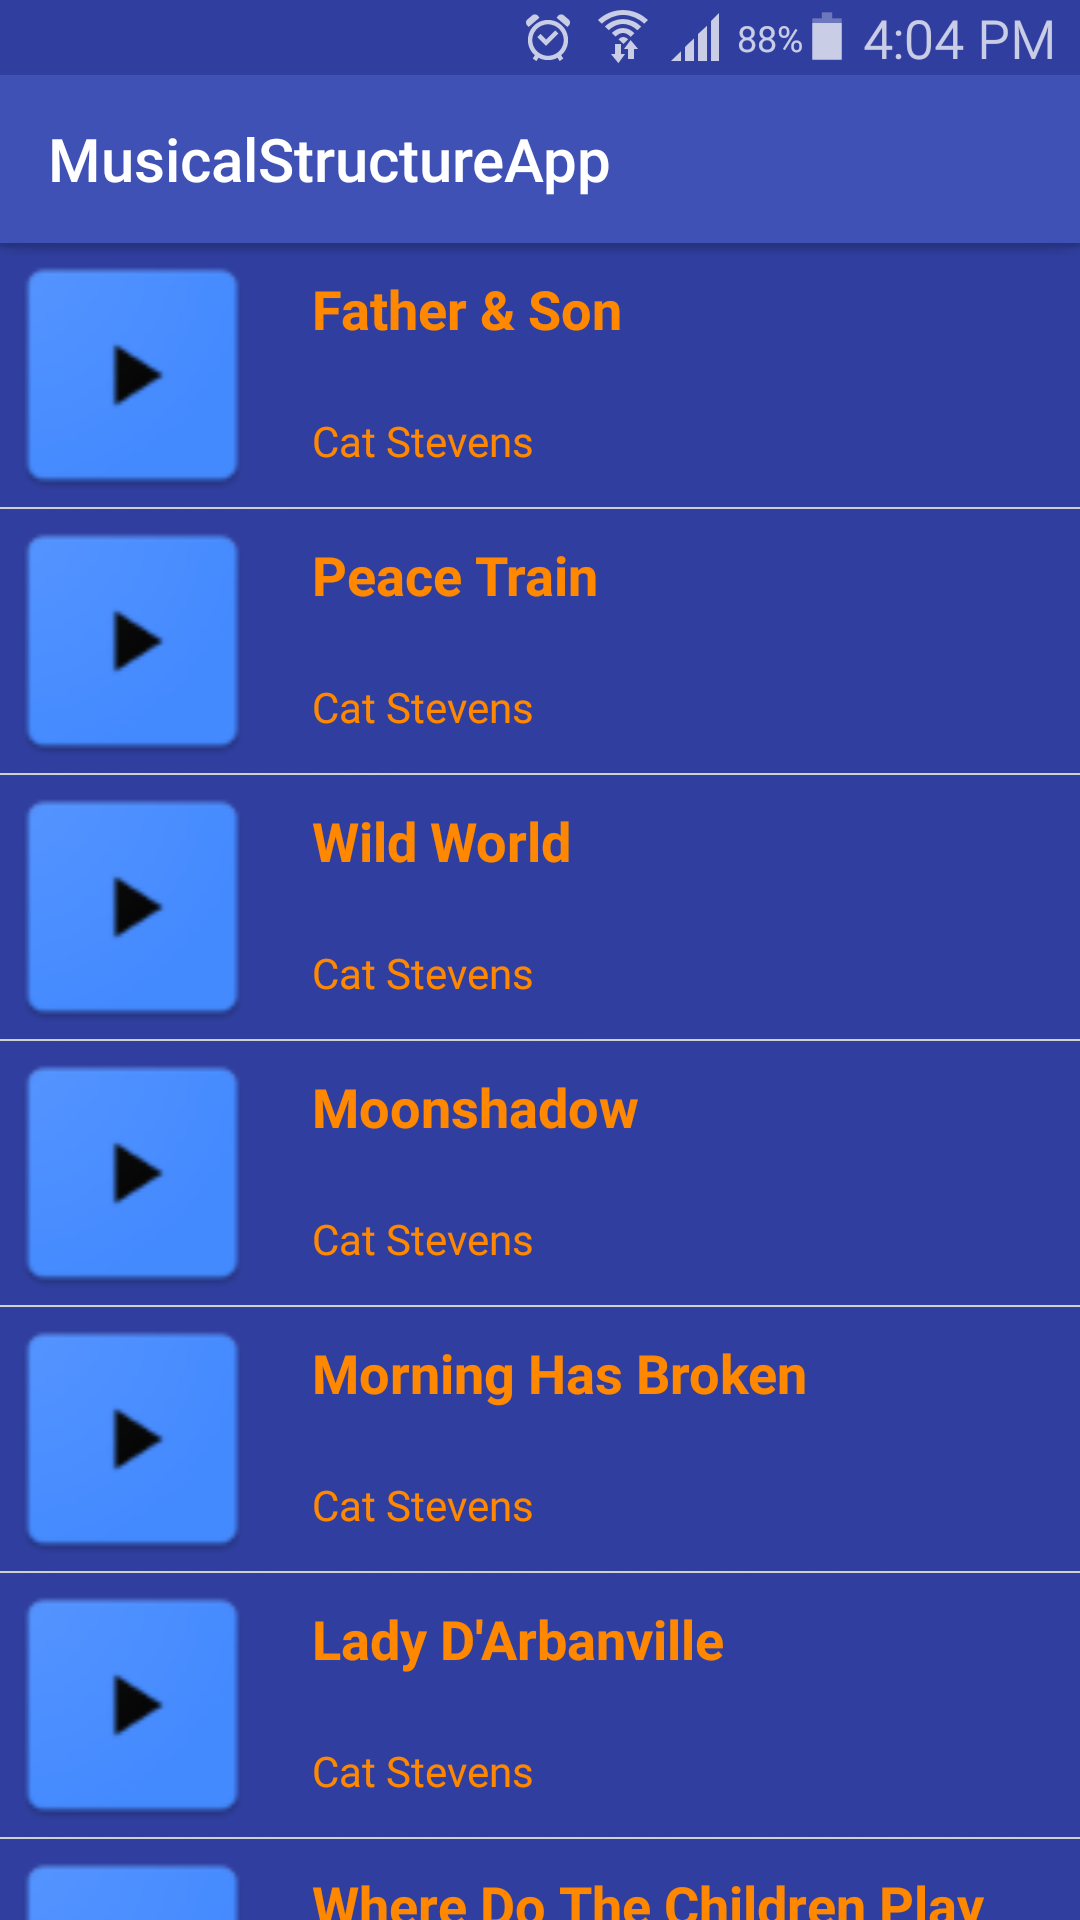 88% 4:04 PM
MusicalStructureApp
Father & Son
Cat Stevens
Peace Train
Cat Stevens
Wild World
Cat Stevens
Moonshadow
Cat Stevens
Morning Has Broken
Cat Stevens
Lady D'Arbanville
Cat Stevens
Where Do The Children Play